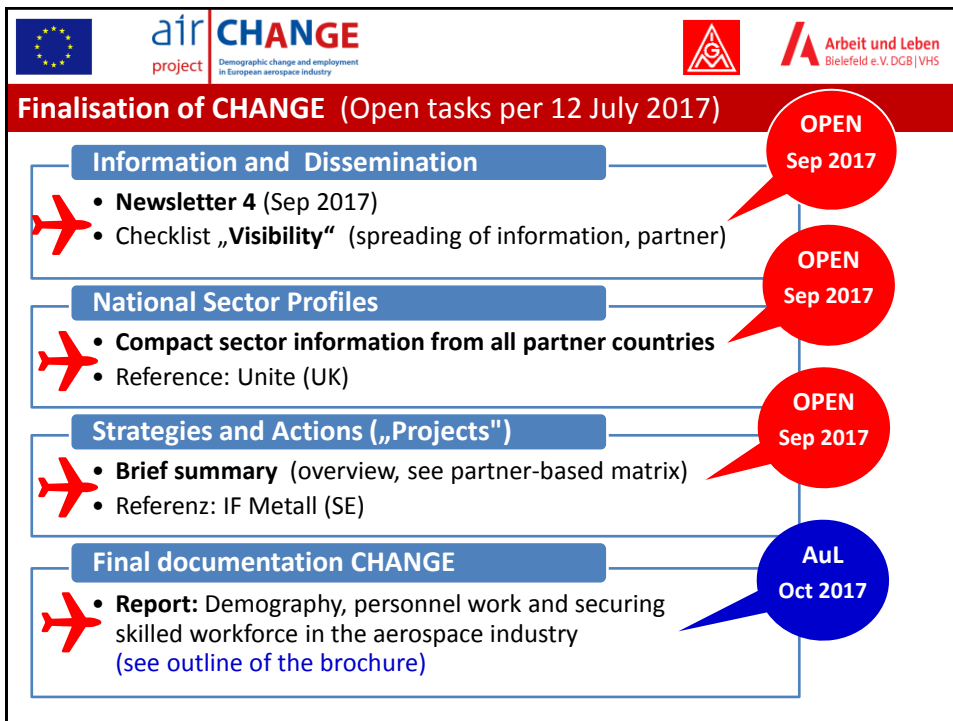 air CHANGE
project
Demographic change and employment
in European aerospace industry
IGM
Arbeit und Leben
Bielefeld e.V. DGB|VHS
Finalisation of CHANGE (Open tasks per 12 July 2017)
OPEN
Sep 2017
Information and Dissemination
• Newsletter 4 (Sep 2017)
• Checklist „Visibility“ (spreading of information, partner)
OPEN
Sep 2017
National Sector Profiles
• Compact sector information from all partner countries
• Reference: Unite (UK)
OPEN
Sep 2017
Strategies and Actions („Projects")
• Brief summary (overview, see partner-based matrix)
• Referenz: IF Metall (SE)
AuL
Oct 2017
Final documentation CHANGE
• Report: Demography, personnel work and securing
skilled workforce in the aerospace industry
(see outline of the brochure)